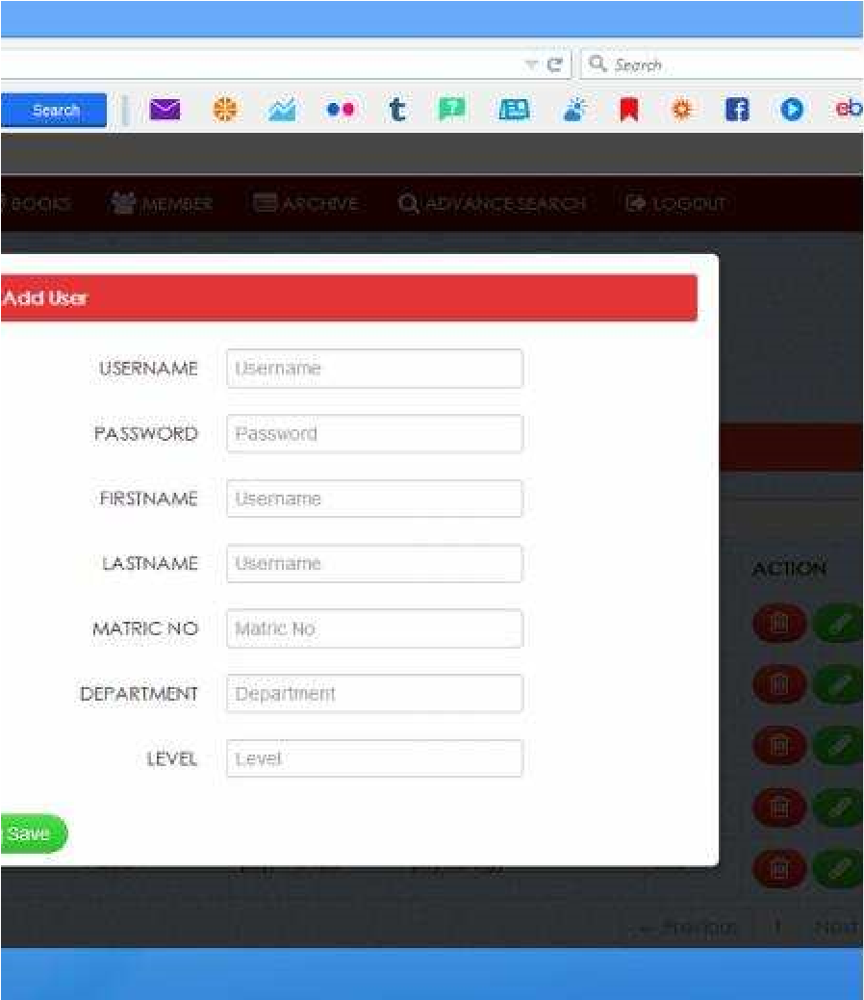 Search
Search
t
?
f
eb
BOOKS MEMBER ARCHIVE ADVANCE SEARCH LOGOUT
Add User
USERNAME Username
PASSWORD Password
FIRSTNAME Username
LASTNAME Username
ACTION
MATRIC NO Matric No
DEPARTMENT Department
LEVEL Level
Save
← Previous 1 Next